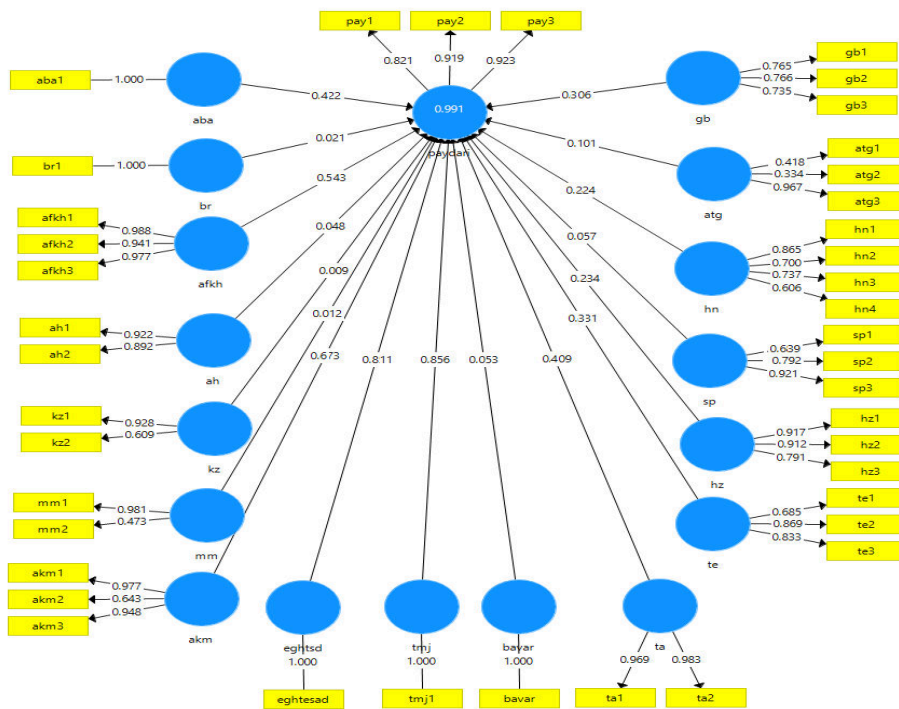 pay1 pay2 pay3
0.821 0.919 0.923
0.991
paydari
aba1 1.000 aba 0.422
br1 1.000 br 0.021
afkh1 0.988
afkh2 0.941
afkh3 0.977
afkh 0.543
ah1 0.922
ah2 0.892
ah 0.048
kz1 0.928
kz2 0.609
kz 0.009
mm1 0.981
mm2 0.473
mm 0.012
akm1 0.977
akm2 0.643
akm3 0.948
akm 0.673
eghtsd 0.811
1.000
eghtesad
tmj 0.856
1.000
tmj1
bavar 0.053
1.000
bavar
ta 0.409
0.969 0.983
ta1 ta2
gb 0.306
0.765 gb1
0.766 gb2
0.735 gb3
atg 0.101
0.418 atg1
0.334 atg2
0.967 atg3
hn 0.224
0.865 hn1
0.700 hn2
0.737 hn3
0.606 hn4
sp 0.057
0.639 sp1
0.792 sp2
0.921 sp3
hz 0.234
0.917 hz1
0.912 hz2
0.791 hz3
te 0.331
0.685 te1
0.869 te2
0.833 te3